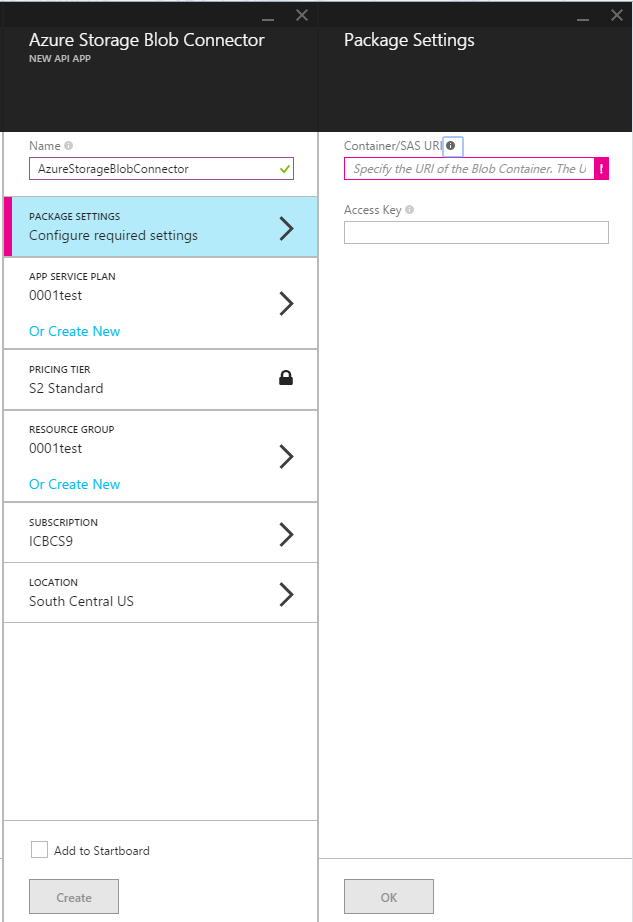 Azure Storage Blob Connector
NEW API APP
Name
AzureStorageBlobConnector
PACKAGE SETTINGS
Configure required settings
APP SERVICE PLAN
0001test
Or Create New
PRICING TIER
S2 Standard
RESOURCE GROUP
0001test
Or Create New
SUBSCRIPTION
ICBCS9
LOCATION
South Central US
Add to Startboard
Create
Package Settings
Container/SAS URI
Specify the URI of the Blob Container. The U
!
Access Key
OK